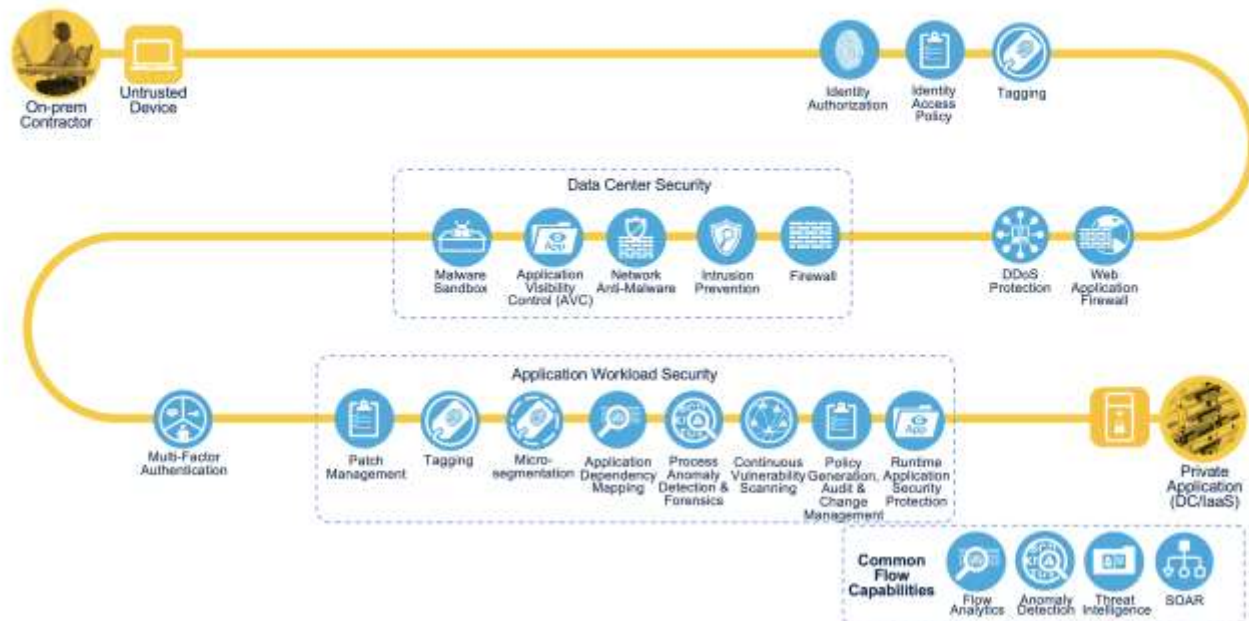 On-prem
Contractor
Untrusted
Device
Identity
Authorization
Identity
Access
Policy
Tagging
Data Center Security
Malware
Sandbox
Application
Visibility
Control (AVC)
App
Network
Anti-Malware
Intrusion
Prevention
Firewall
DDoS
Protection
Web
Application
Firewall
Multi-Factor
Authentication
Application Workload Security
Patch
Management
Tagging
Micro-
segmentation
Application
Dependency
Mapping
Process
Anomaly
Detection &
Forensics
Continuous
Vulnerability
Scanning
Policy
Generation,
Audit &
Change
Management
App
Runtime
Application
Security
Protection
Private
Application
(DC/IaaS)
Common
Flow
Capabilities
Flow
Analytics
Anomaly
Detection
Threat
Intelligence
SOAR